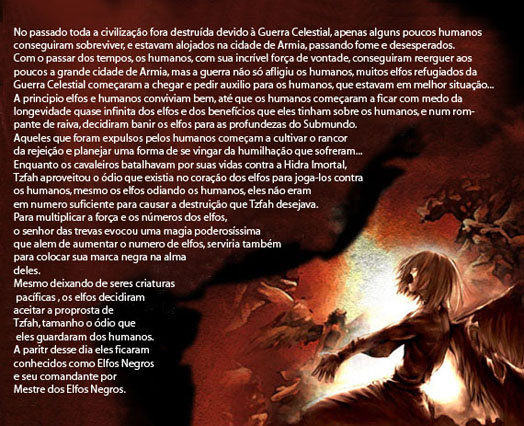 No passado toda a civilização fora destruída devido à Guerra Celestial, apenas alguns poucos humanos
conseguiram sobreviver, e estavam alojados na cidade de Armia, passando fome e desesperados.
Com o passar dos tempos, os humanos, com sua incrível força de vontade, conseguiram reerguer aos
poucos a grande cidade de Armia, mas a guerra não só afligiu os humanos, muitos elfos refugiados da
Guerra Celestial começaram a chegar e pedir auxilio para os humanos, que estavam em melhor situação...
A principio elfos e humanos conviviam bem, até que os humanos começaram a ficar com medo da
longevidade quase infinita dos elfos e dos benefícios que eles tinham sobre os humanos, e num rom-
pante de raiva, decidiram banir os elfos para as profundezas do Submundo.
Aqueles que foram expulsos pelos humanos começam a cultivar o rancor
da rejeição e planejar uma forma de se vingar da humilhação que sofreram...
Enquanto os cavaleiros batalhavam por suas vidas contra a Hidra Imortal,
Tzfah aproveitou o ódio que existia no coração dos elfos para joga-los contra
os humanos, mesmo os elfos odiando os humanos, eles não eram
em numero suficiente para causar a destruição que Tzfah desejava.
Para multiplicar a força e os números dos elfos,
o senhor das trevas evocou uma magia poderosíssima
que alem de aumentar o numero de elfos, serviria também
para colocar sua marca negra na alma
deles.
Mesmo deixando de seres criaturas
pacíficas , os elfos decidiram
aceitar a proprosta de
Tzfah, tamanho o ódio que
eles guardaram dos humanos.
A paritr desse dia eles ficaram
conhecidos como Elfos Negros
e seu comandante por
Mestre dos Elfos Negros.